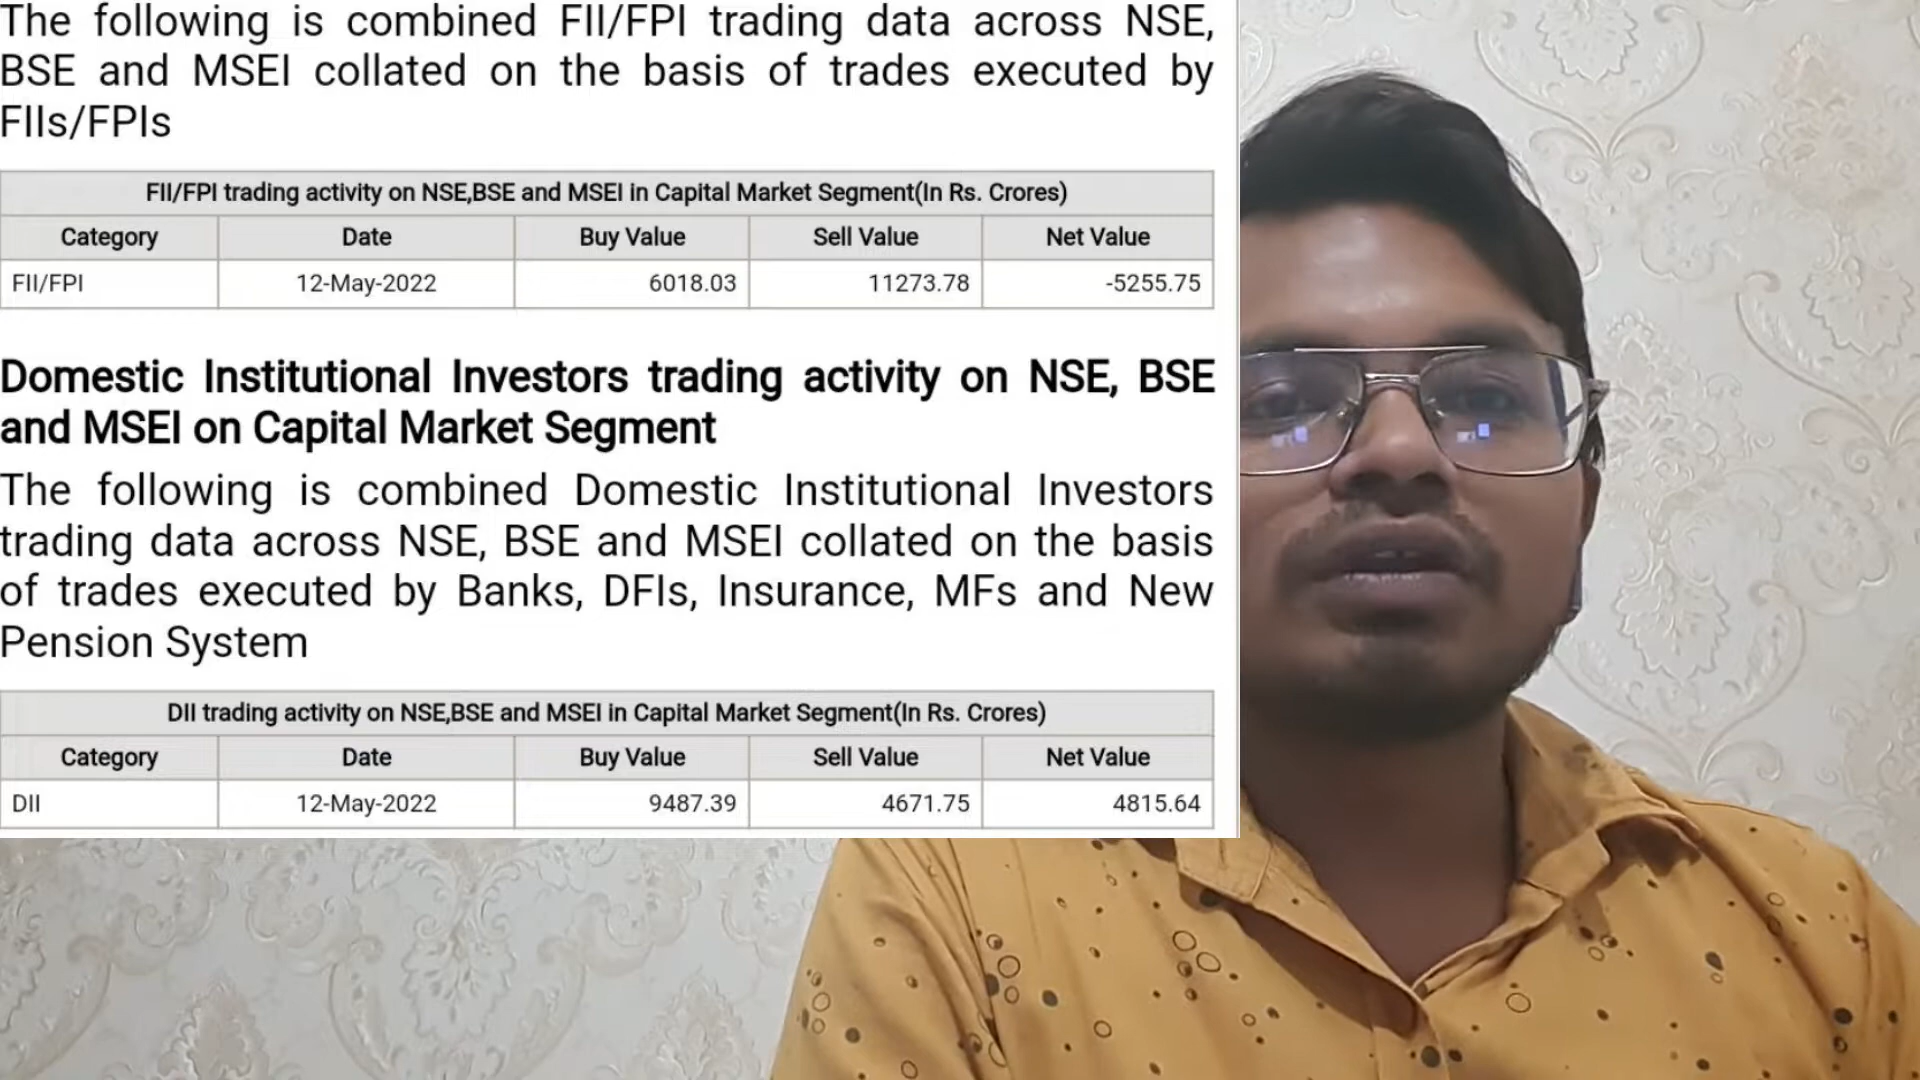 The following is combined FII/FPI trading data across NSE,
BSE and MSEI collated on the basis of trades executed by
FIIs/FPIs
FII/FPI trading activity on NSE,BSE and MSEI in Capital Market Segment(In Rs. Crores)
Category Date Buy Value Sell Value Net Value
FII/FPI 12-May-2022 6018.03 11273.78 -5255.75
Domestic Institutional Investors trading activity on NSE, BSE
and MSEI on Capital Market Segment
The following is combined Domestic Institutional Investors
trading data across NSE, BSE and MSEI collated on the basis
of trades executed by Banks, DFIs, Insurance, MFs and New
Pension System
DII trading activity on NSE,BSE and MSEI in Capital Market Segment(In Rs. Crores)
Category Date Buy Value Sell Value Net Value
DII 12-May-2022 9487.39 4671.75 4815.64